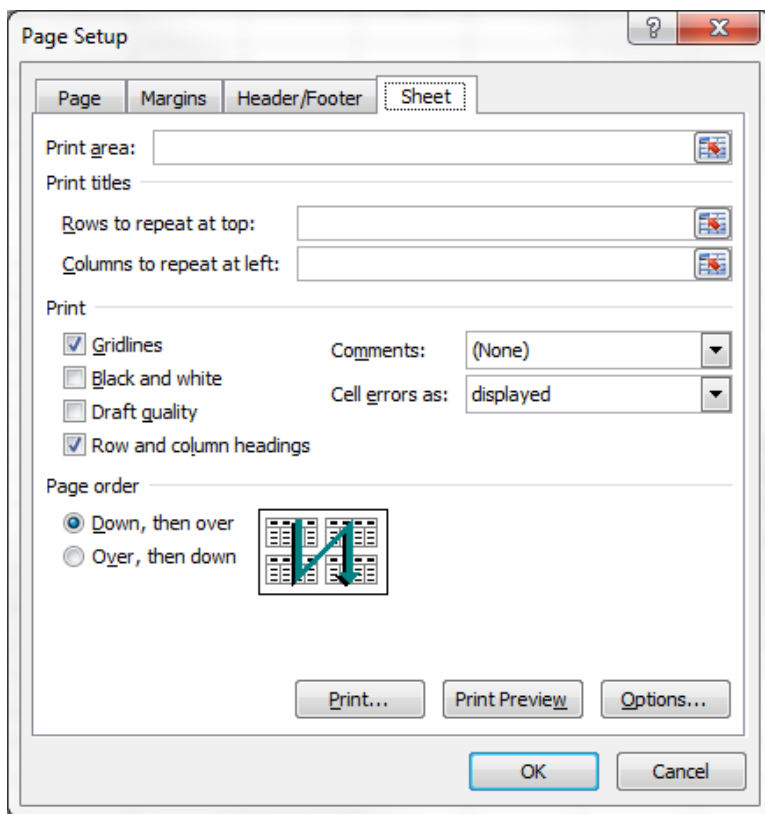 Page Setup
Page Margins Header/Footer Sheet
Print area:
Print titles
Rows to repeat at top:
Columns to repeat at left:
Print
Gridlines Comments: (None)
Black and white Cell errors as: displayed
Draft quality
Row and column headings
Page order
Down, then over
Over, then down
Print... Print Preview Options...
OK Cancel